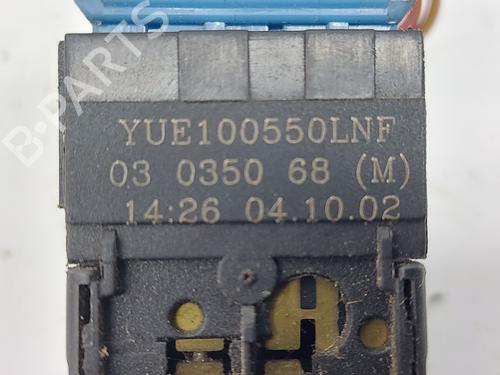 B-PARTS
YUE100550LNF
03 0350 68 (M)
14:26 04.10.02